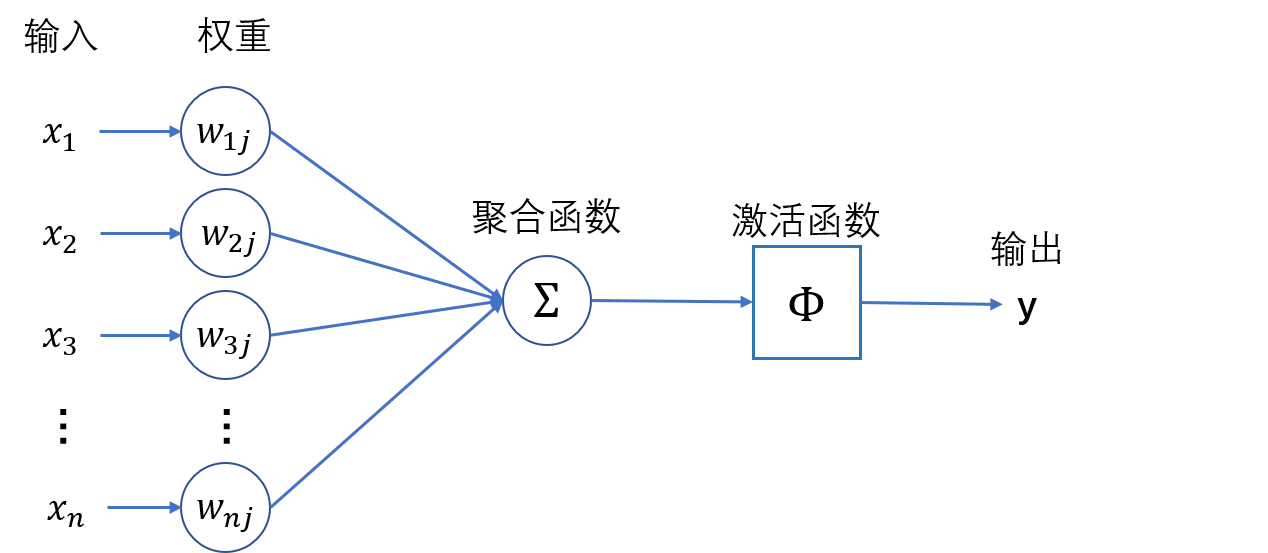 输入 权重
x₁ w₁ⱼ
x₂ w₂ⱼ
x₃ w₃ⱼ
⋮ ⋮
xₙ wₙⱼ
聚合函数
Σ
激活函数
Φ
输出
y